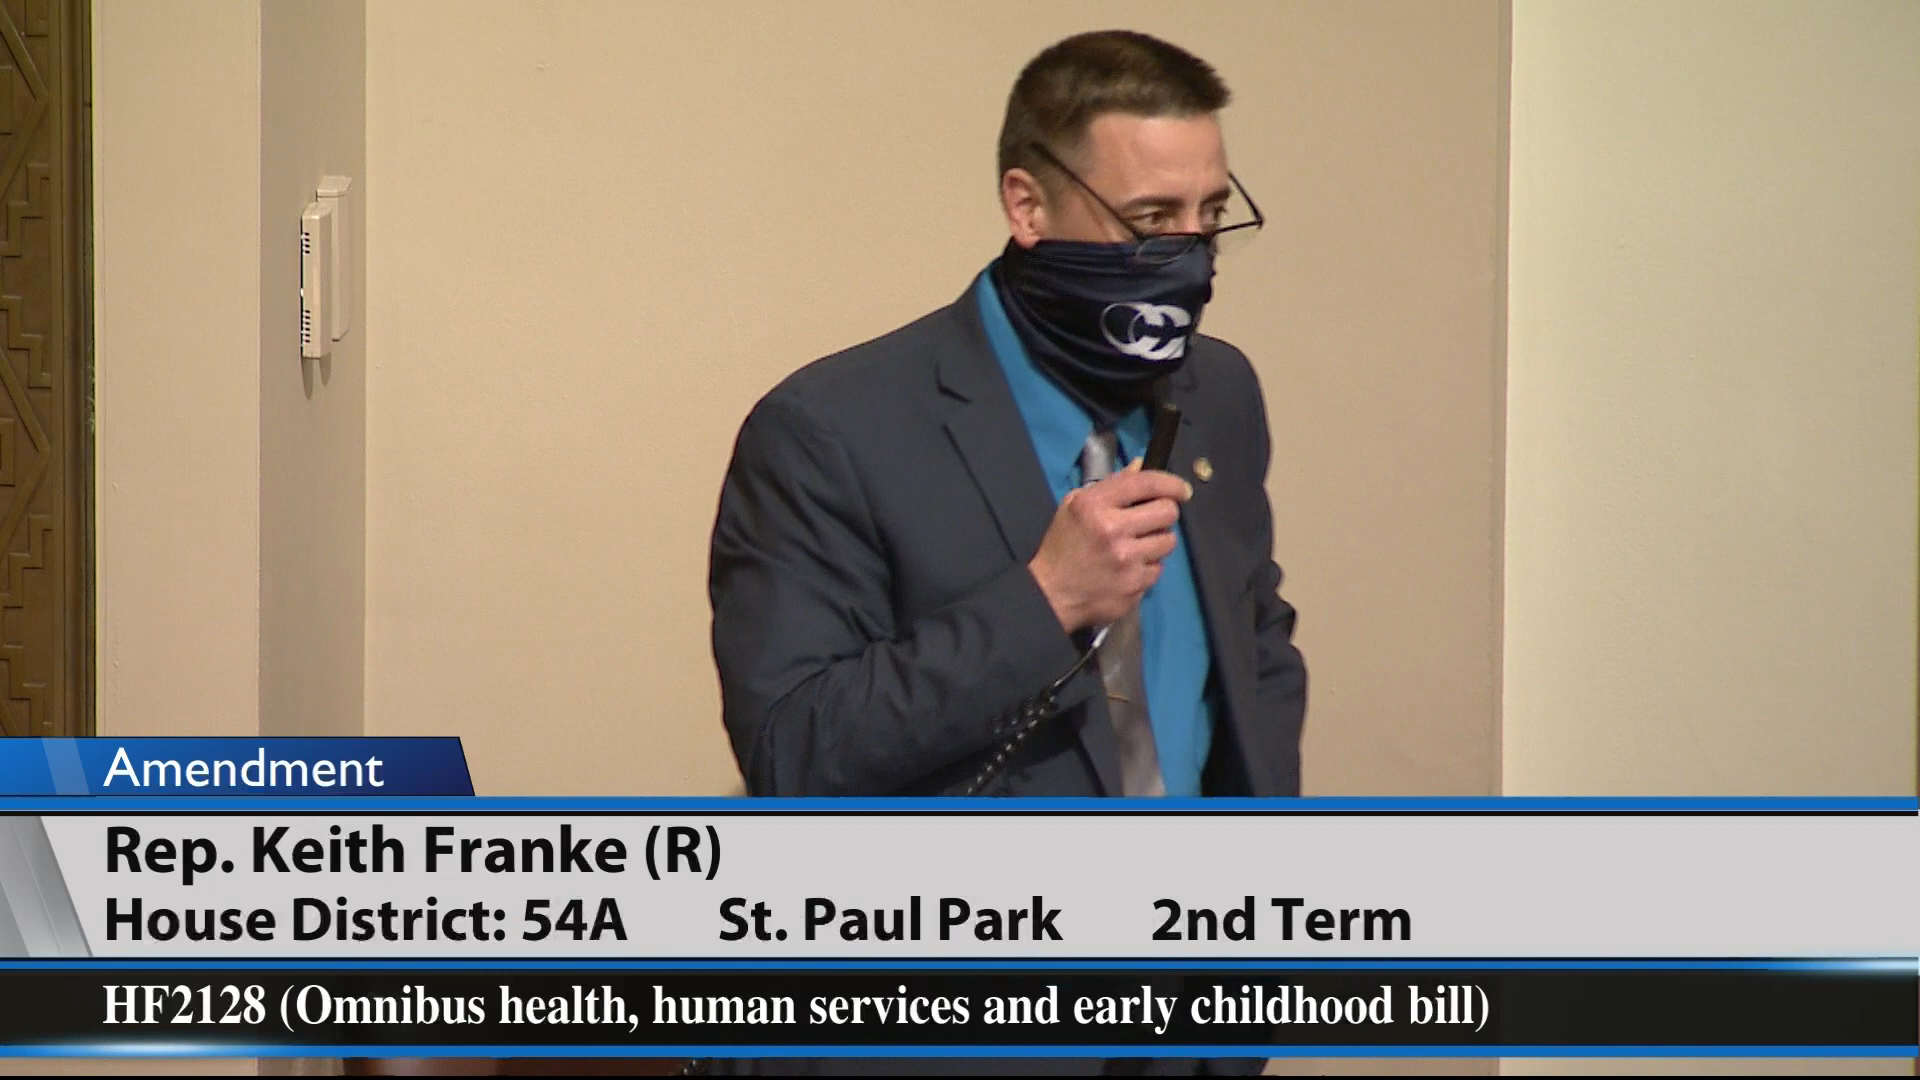 Amendment
Rep. Keith Franke (R)
House District: 54A St. Paul Park 2nd Term
HF2128 (Omnibus health, human services and early childhood bill)